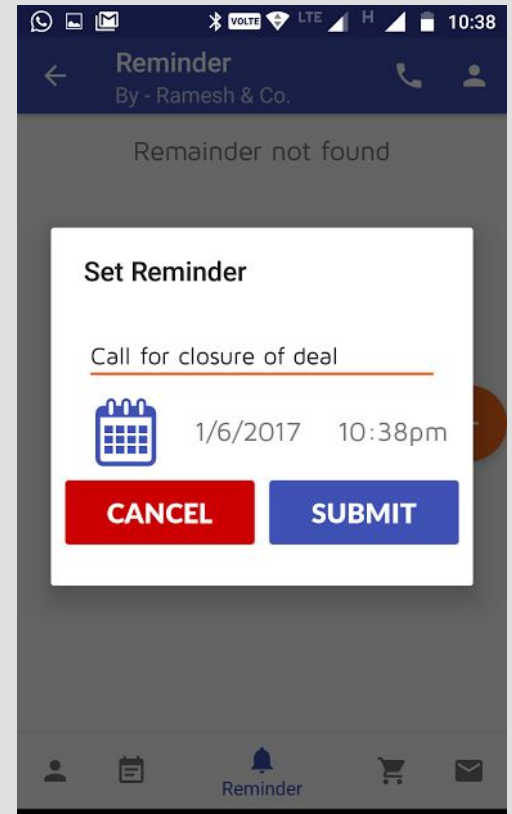 VOLTE LTE H 10:38
Reminder
By - Ramesh & Co.
Remainder not found
Set Reminder
Call for closure of deal
1/6/2017 10:38pm
CANCEL SUBMIT
Reminder